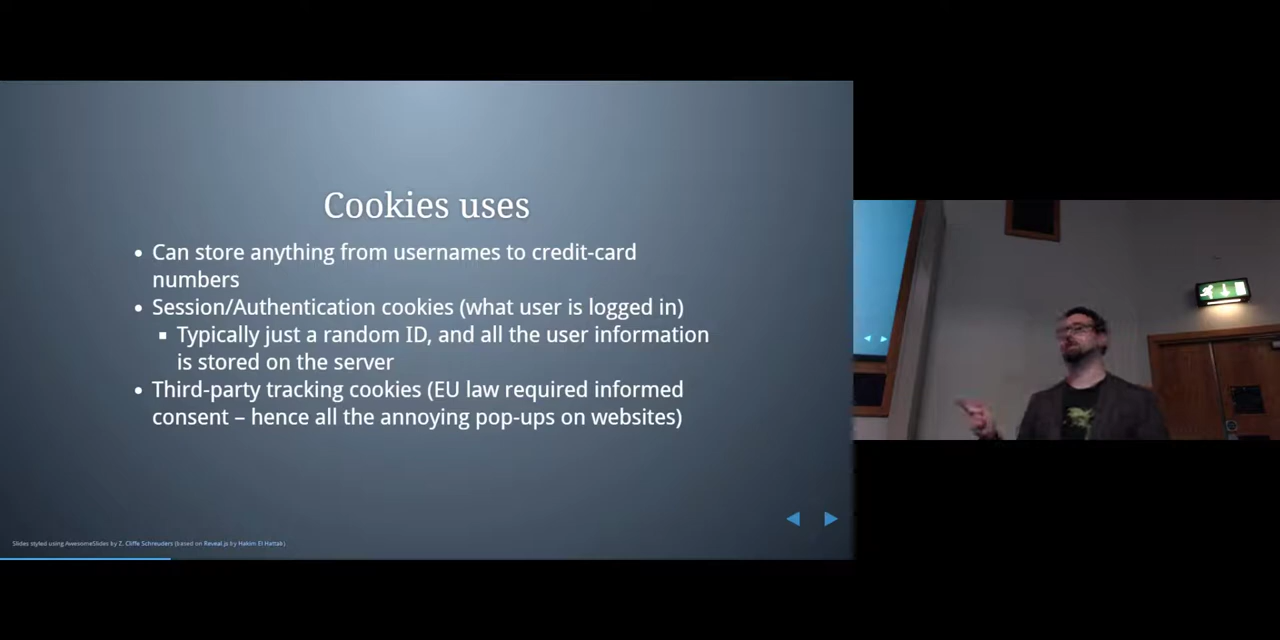 Cookies uses
Can store anything from usernames to credit-card
numbers
Session/Authentication cookies (what user is logged in)
Typically just a random ID, and all the user information
is stored on the server
Third-party tracking cookies (EU law required informed
consent – hence all the annoying pop-ups on websites)
Slides styled using AwesomeSlides by Z. Cliffe Schreuders (based on Reveal.js by Hakim El Hattab)